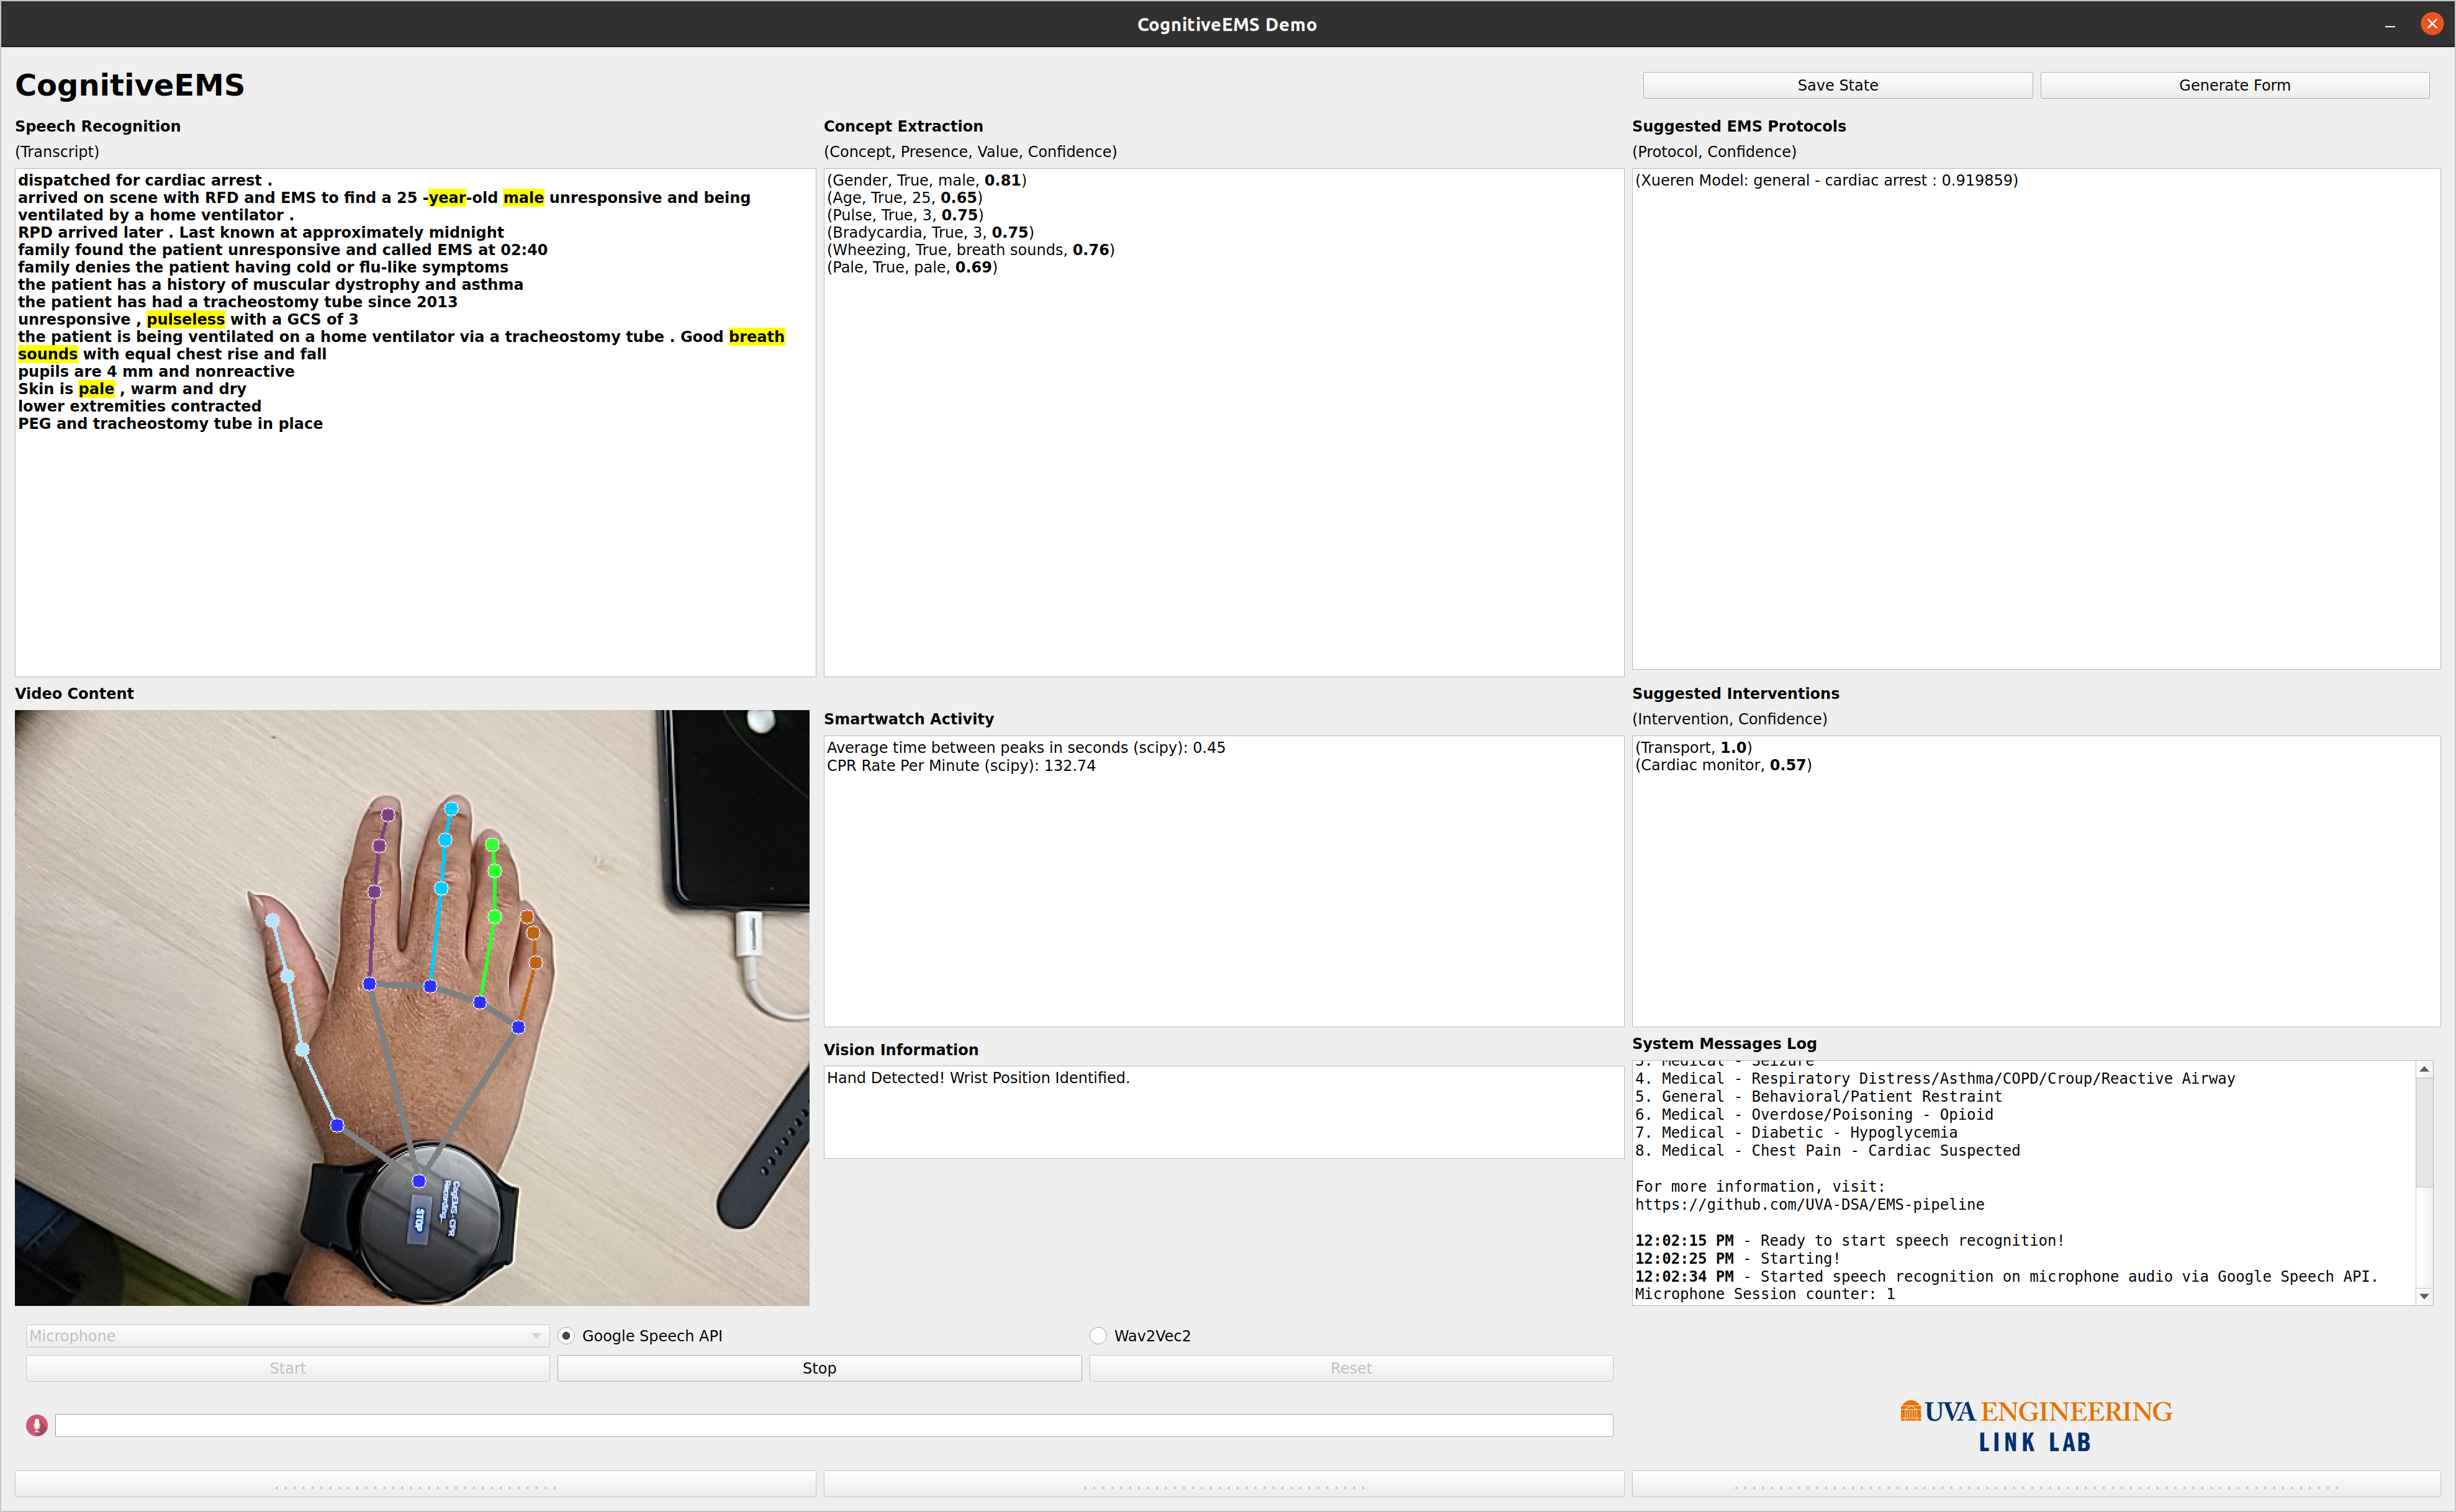 CognitiveEMS Demo
CognitiveEMS
Save State
Generate Form
Speech Recognition
(Transcript)
dispatched for cardiac arrest .
arrived on scene with RFD and EMS to find a 25 -year-old male unresponsive and being
ventilated by a home ventilator .
RPD arrived later . Last known at approximately midnight
family found the patient unresponsive and called EMS at 02:40
family denies the patient having cold or flu-like symptoms
the patient has a history of muscular dystrophy and asthma
the patient has had a tracheostomy tube since 2013
unresponsive , pulseless with a GCS of 3
the patient is being ventilated on a home ventilator via a tracheostomy tube . Good breath
sounds with equal chest rise and fall
pupils are 4 mm and nonreactive
Skin is pale , warm and dry
lower extremities contracted
PEG and tracheostomy tube in place
Concept Extraction
(Concept, Presence, Value, Confidence)
(Gender, True, male, 0.81)
(Age, True, 25, 0.65)
(Pulse, True, 3, 0.75)
(Bradycardia, True, 3, 0.75)
(Wheezing, True, breath sounds, 0.76)
(Pale, True, pale, 0.69)
Suggested EMS Protocols
(Protocol, Confidence)
(Xueren Model: general - cardiac arrest : 0.919859)
Video Content
CogEMS - CPR
Recording..
STOP
Smartwatch Activity
Average time between peaks in seconds (scipy): 0.45
CPR Rate Per Minute (scipy): 132.74
Vision Information
Hand Detected! Wrist Position Identified.
Suggested Interventions
(Intervention, Confidence)
(Transport, 1.0)
(Cardiac monitor, 0.57)
System Messages Log
3. Medical - Seizure
4. Medical - Respiratory Distress/Asthma/COPD/Croup/Reactive Airway
5. General - Behavioral/Patient Restraint
6. Medical - Overdose/Poisoning - Opioid
7. Medical - Diabetic - Hypoglycemia
8. Medical - Chest Pain - Cardiac Suspected
For more information, visit:
https://github.com/UVA-DSA/EMS-pipeline
12:02:15 PM - Ready to start speech recognition!
12:02:25 PM - Starting!
12:02:34 PM - Started speech recognition on microphone audio via Google Speech API.
Microphone Session counter: 1
Microphone
Google Speech API
Wav2Vec2
Start
Stop
Reset
UVA ENGINEERING
LINK LAB